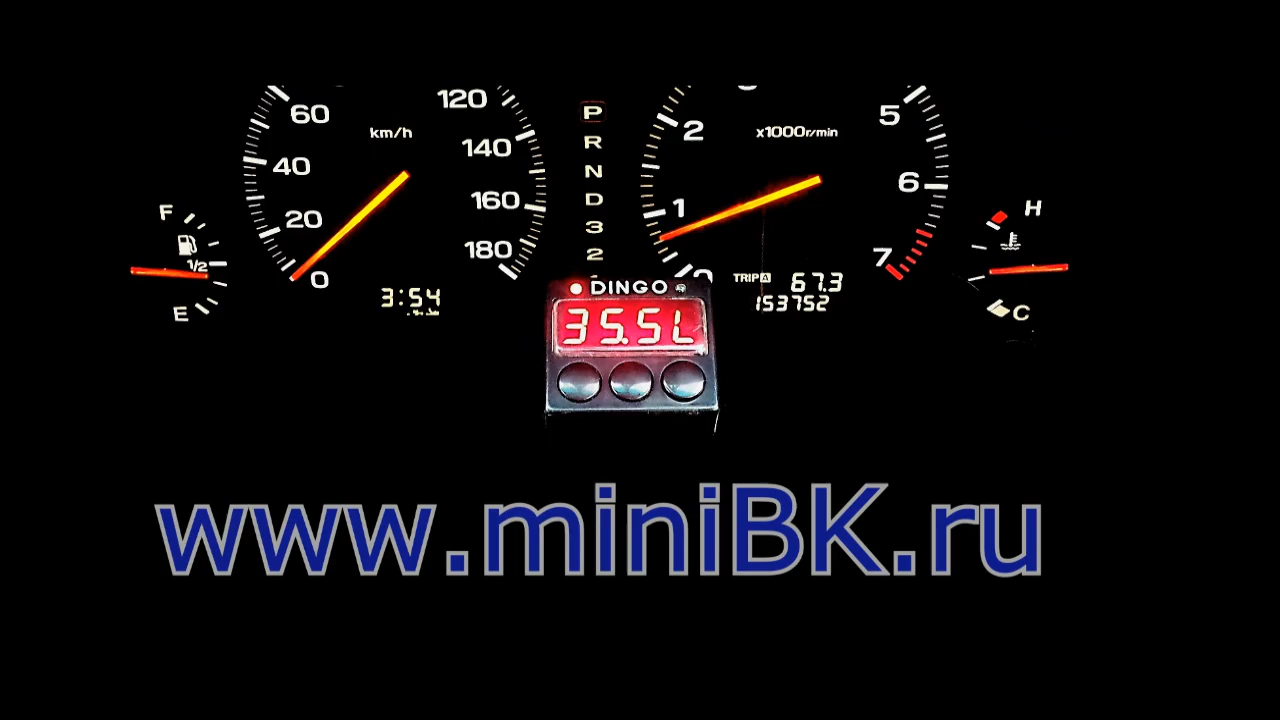 60
120
km/h
40
140
20
160
0
180
F
1/2
E
3:54
P
R
N
D
3
2
x1000r/min
2
5
1
6
7
TRIP A 67.3
153752
H
C
DINGO
35.5L
www.miniBK.ru